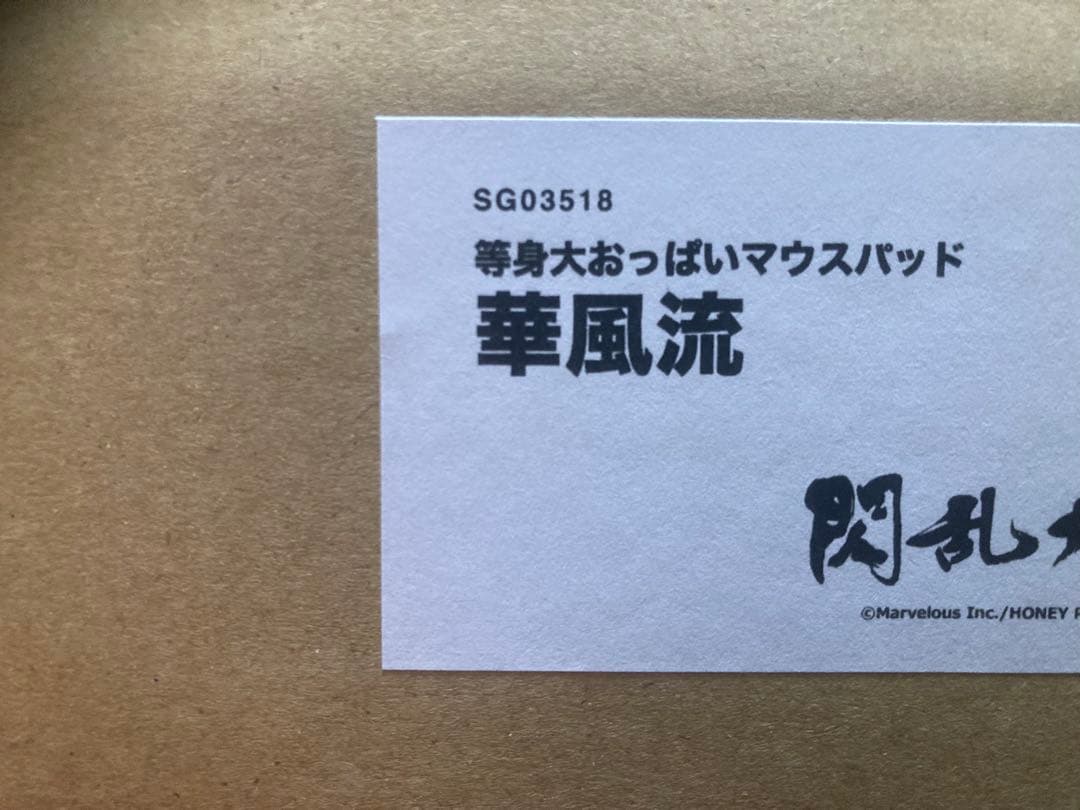 SG03518
等身大おっぱいマウスパッド
華風流
閃乱
©Marvelous Inc./HONEY